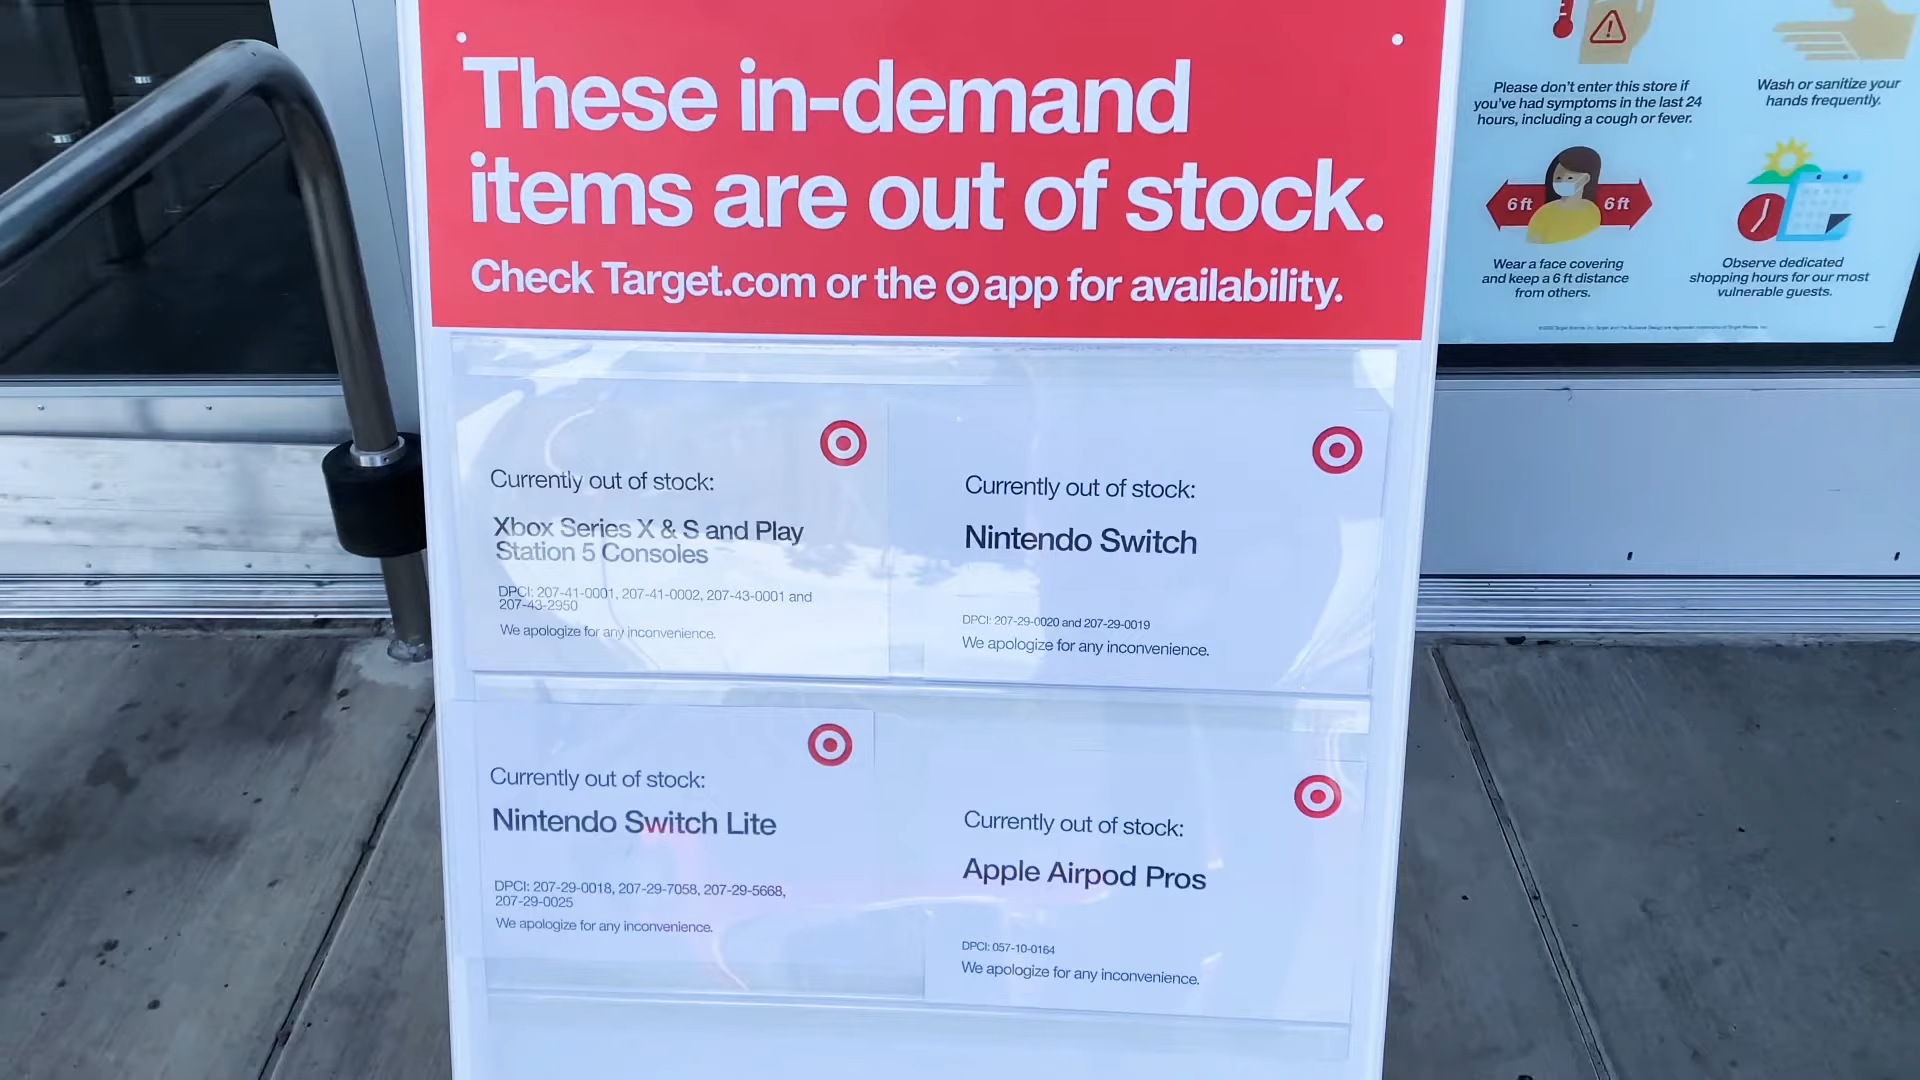 These in-demand
items are out of stock.
Check Target.com or the app for availability.
Currently out of stock:
Xbox Series X & S and Play
Station 5 Consoles
DPCI: 207-41-0001, 207-41-0002, 207-43-0001 and
207-43-2950
We apologize for any inconvenience.
Currently out of stock:
Nintendo Switch
DPCI: 207-29-0020 and 207-29-0019
We apologize for any inconvenience.
Currently out of stock:
Nintendo Switch Lite
DPCI: 207-29-0018, 207-29-7058, 207-29-5668,
207-29-0025
We apologize for any inconvenience.
Currently out of stock:
Apple Airpod Pros
DPCI: 057-10-0164
We apologize for any inconvenience.
Please don't enter this store if
you've had symptoms in the last 24
hours, including a cough or fever.
Wash or sanitize your
hands frequently.
6 ft 6 ft
Wear a face covering
and keep a 6 ft distance
from others.
Observe dedicated
shopping hours for our most
vulnerable guests.